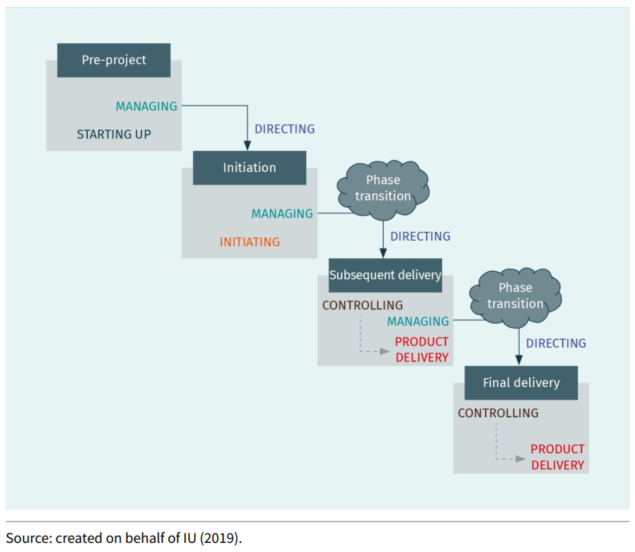 Pre-project
MANAGING
STARTING UP
DIRECTING
Initiation
MANAGING
INITIATING
Phase
transition
DIRECTING
Subsequent delivery
CONTROLLING
MANAGING
PRODUCT
DELIVERY
Phase
transition
DIRECTING
Final delivery
CONTROLLING
PRODUCT
DELIVERY
Source: created on behalf of IU (2019).